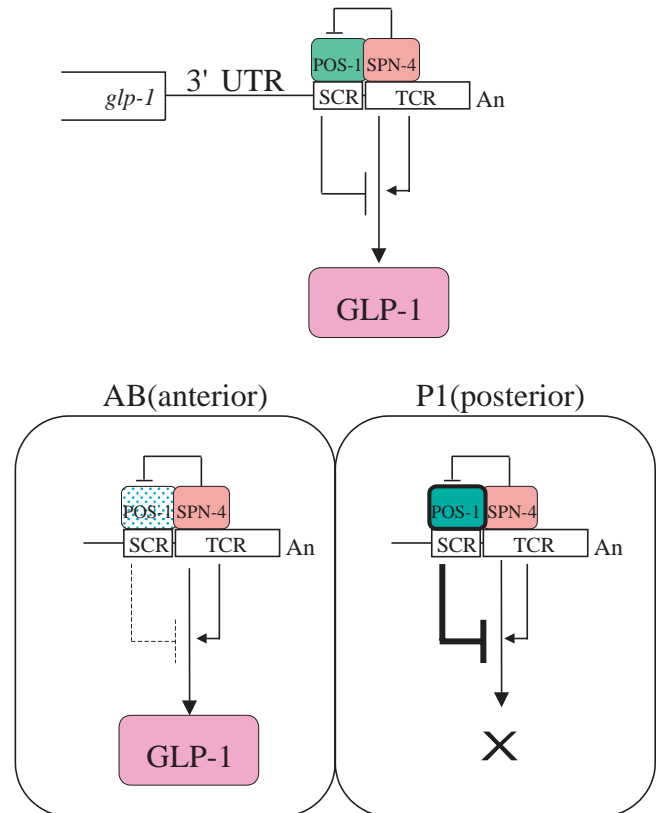 POS-1 SPN-4
3' UTR
glp-1 SCR TCR An
GLP-1
AB(anterior) P1(posterior)
POS-1 SPN-4 POS-1 SPN-4
SCR TCR An SCR TCR An
GLP-1 X